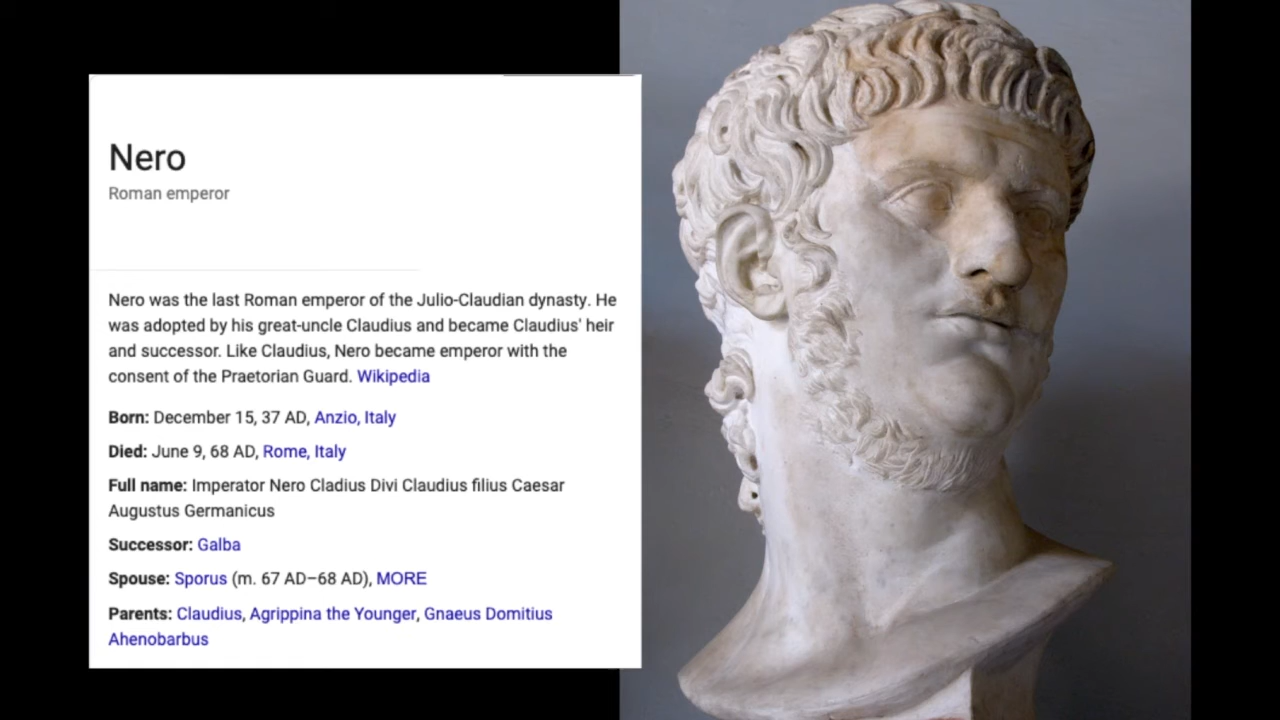 Nero
Roman emperor
Nero was the last Roman emperor of the Julio-Claudian dynasty. He
was adopted by his great-uncle Claudius and became Claudius' heir
and successor. Like Claudius, Nero became emperor with the
consent of the Praetorian Guard. Wikipedia
Born: December 15, 37 AD, Anzio, Italy
Died: June 9, 68 AD, Rome, Italy
Full name: Imperator Nero Cladius Divi Claudius filius Caesar
Augustus Germanicus
Successor: Galba
Spouse: Sporus (m. 67 AD–68 AD), MORE
Parents: Claudius, Agrippina the Younger, Gnaeus Domitius
Ahenobarbus